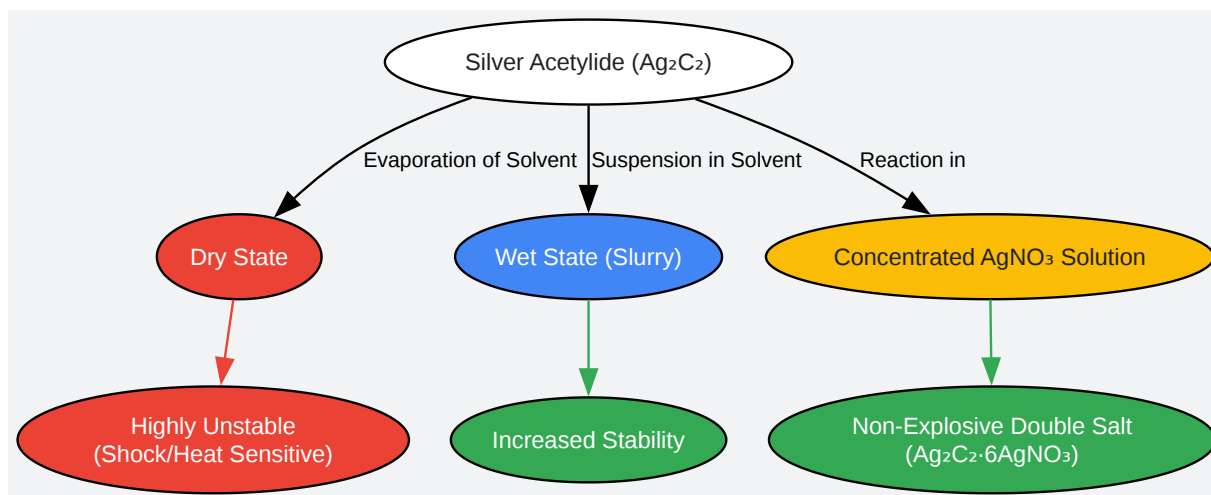 Silver Acetylide (Ag₂C₂)
Evaporation of Solvent
Suspension in Solvent
Reaction in
Dry State
Wet State (Slurry)
Concentrated AgNO₃ Solution
Highly Unstable
(Shock/Heat Sensitive)
Increased Stability
Non-Explosive Double Salt
(Ag₂C₂·6AgNO₃)